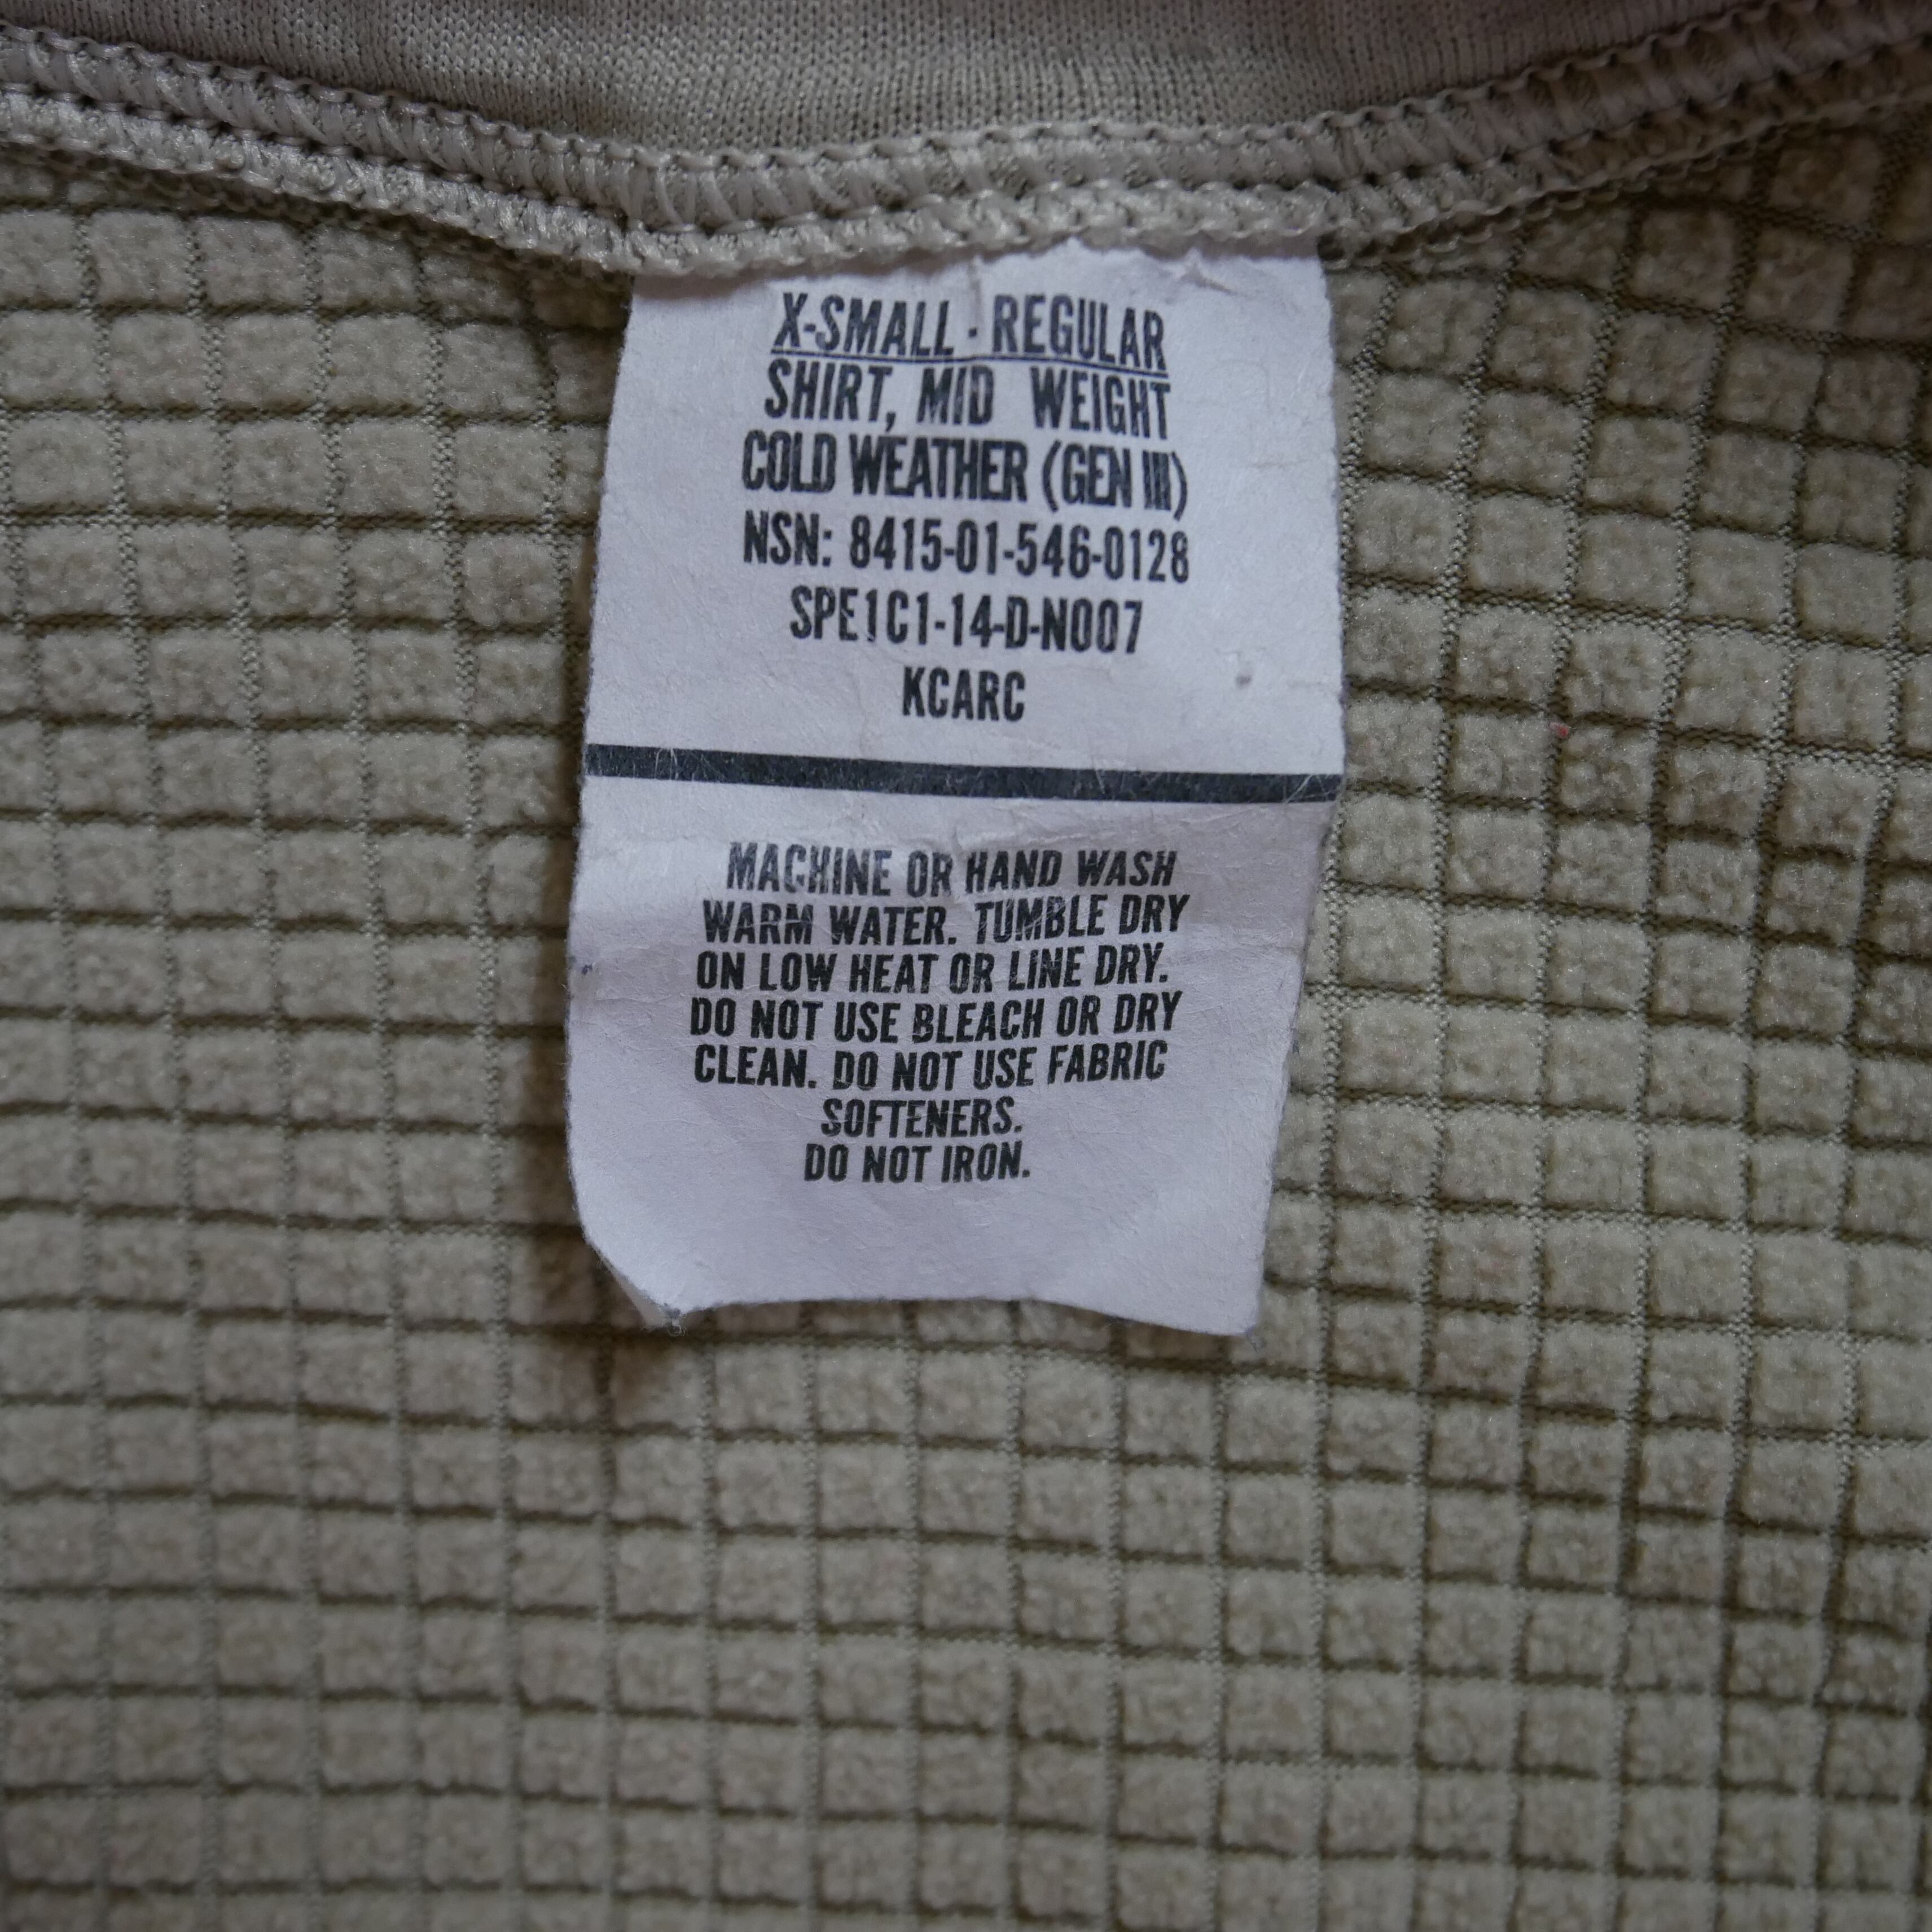 X-SMALL - REGULAR
SHIRT, MID WEIGHT
COLD WEATHER (GEN III)
NSN: 8415-01-546-0128
SPE1C1-14-D-N007
KCARC
MACHINE OR HAND WASH
WARM WATER. TUMBLE DRY
ON LOW HEAT OR LINE DRY.
DO NOT USE BLEACH OR DRY
CLEAN. DO NOT USE FABRIC
SOFTENERS.
DO NOT IRON.